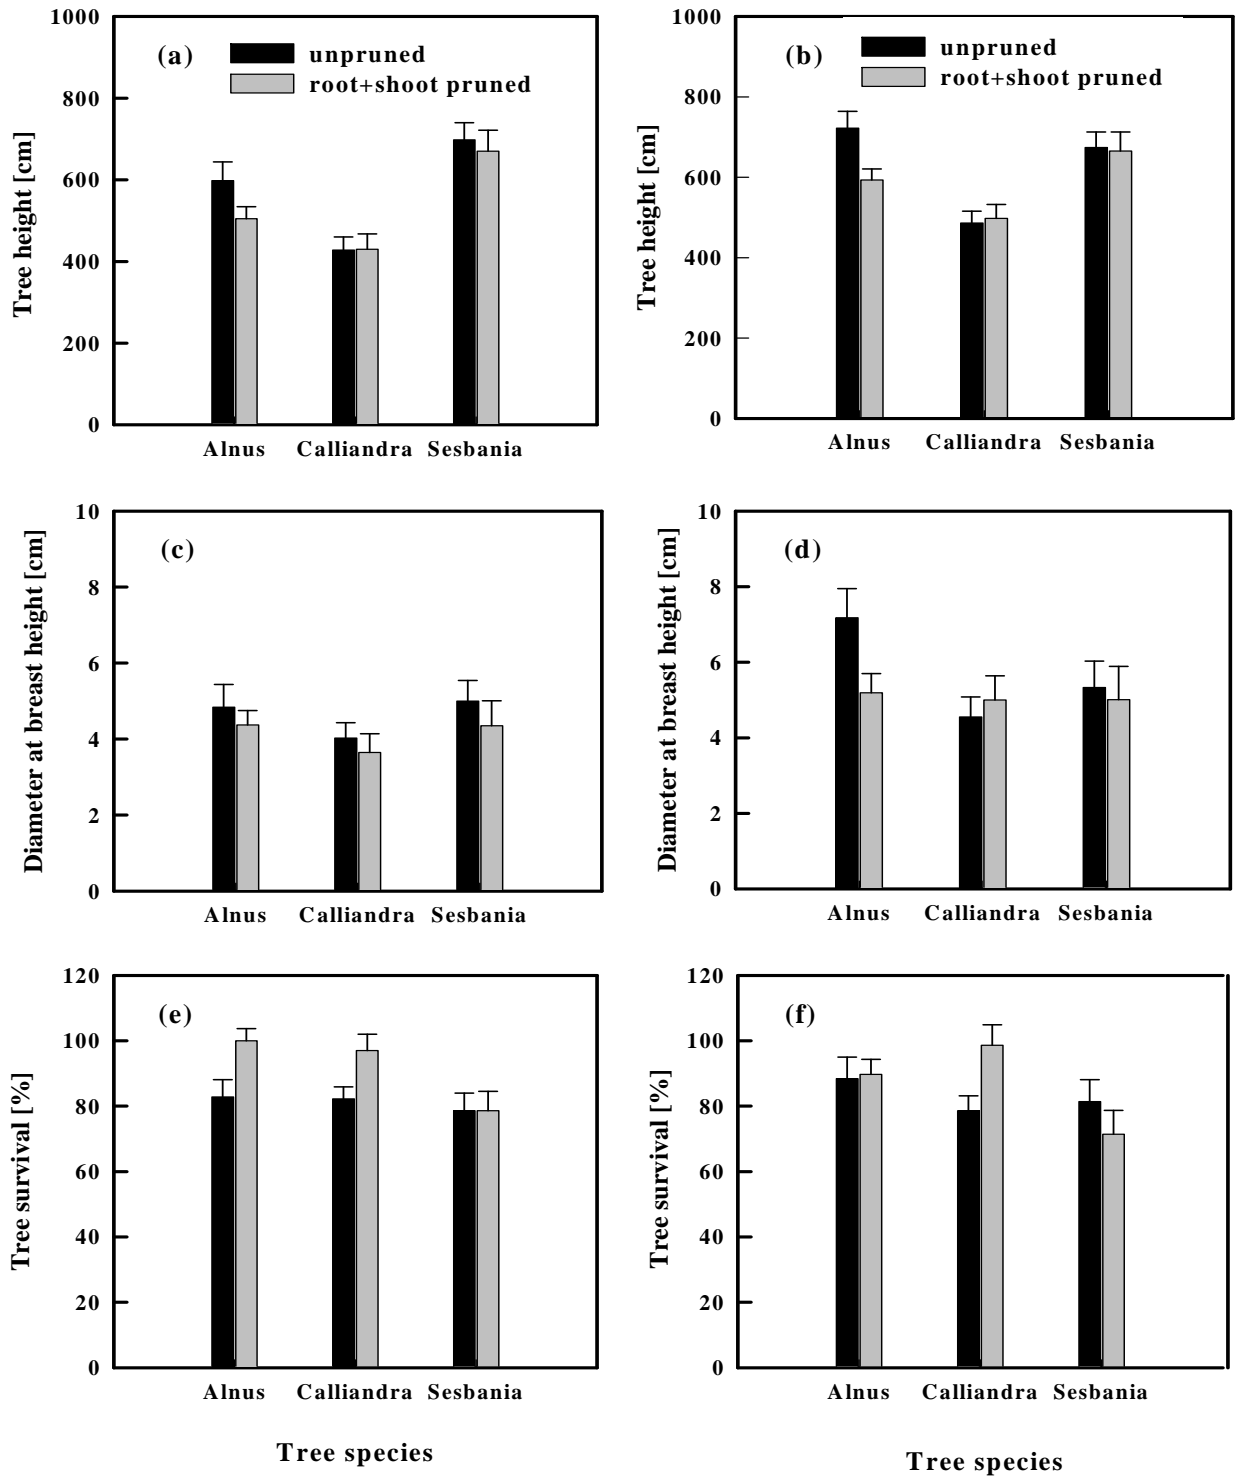 1000
800
600
400
200
0
Tree height [cm]
(a)
unpruned
root+shoot pruned
Alnus Calliandra Sesbania
1000
800
600
400
200
0
Tree height [cm]
(b)
unpruned
root+shoot pruned
Alnus Calliandra Sesbania
10
8
6
4
2
0
Diameter at breast height [cm]
(c)
Alnus Calliandra Sesbania
10
8
6
4
2
0
Diameter at breast height [cm]
(d)
Alnus Calliandra Sesbania
120
100
80
60
40
20
0
Tree survival [%]
(e)
Alnus Calliandra Sesbania
Tree species
120
100
80
60
40
20
0
Tree survival [%]
(f)
Alnus Calliandra Sesbania
Tree species